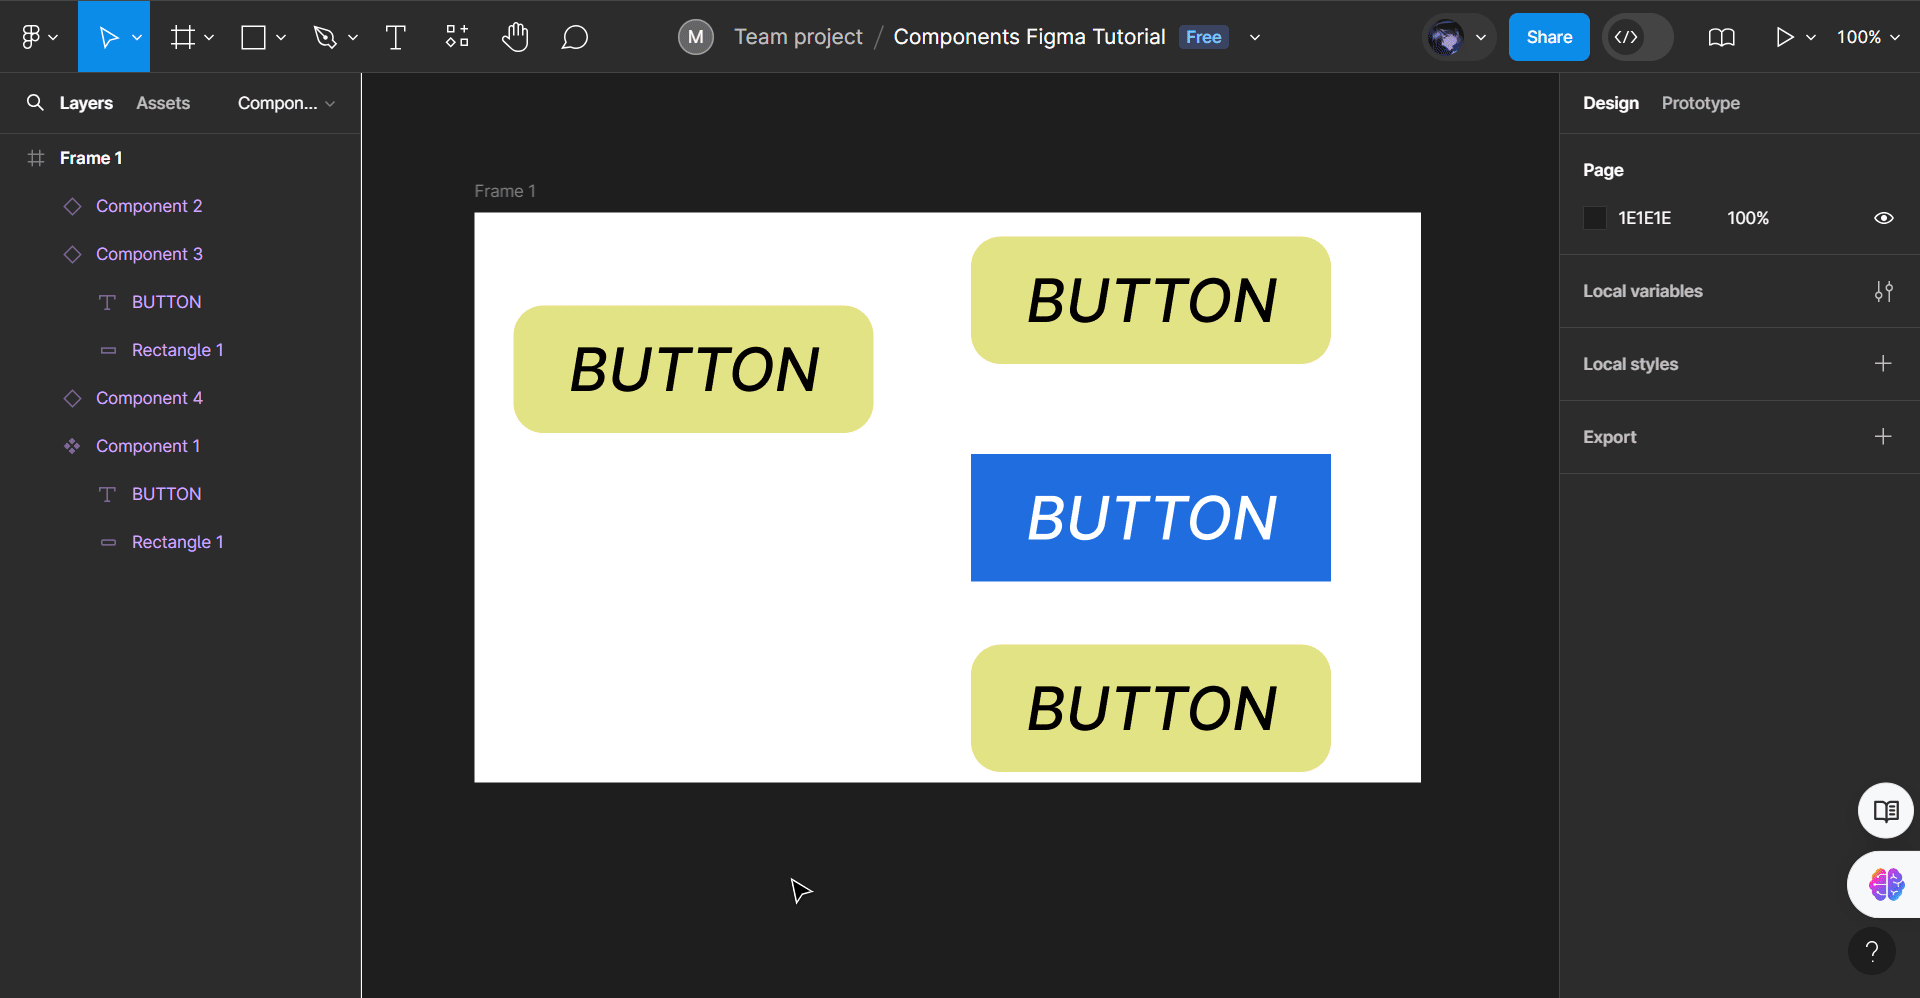 M Team project / Components Figma Tutorial Free Share 100%
Layers Assets Compon...
Frame 1
Component 2
Component 3
BUTTON
Rectangle 1
Component 4
Component 1
BUTTON
Rectangle 1
Frame 1
BUTTON
BUTTON
BUTTON
BUTTON
Design Prototype
Page
1E1E1E 100%
Local variables
Local styles
Export
?